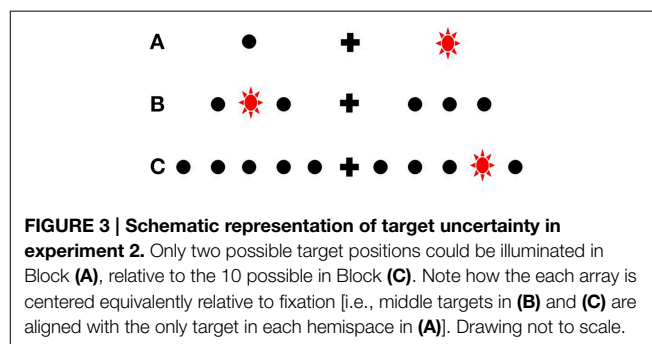 A
B
C
FIGURE 3 | Schematic representation of target uncertainty in
experiment 2. Only two possible target positions could be illuminated in
Block (A), relative to the 10 possible in Block (C). Note how the each array is
centered equivalently relative to fixation [i.e., middle targets in (B) and (C) are
aligned with the only target in each hemispace in (A)]. Drawing not to scale.